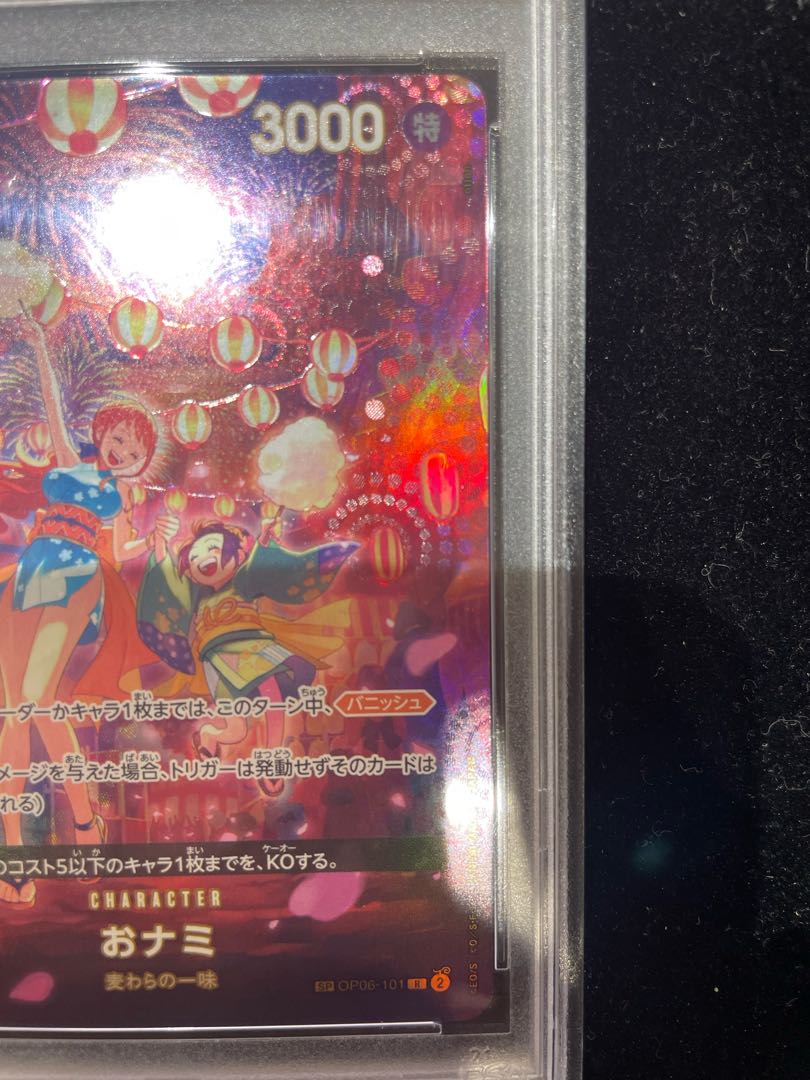 3000 特
ーダーかキャラ1枚までは、このターン中、バニッシュ
メージを与えた場合、トリガーは発動せずそのカードは
れる)
のコスト5以下のキャラ1枚までを、KOする。
CHARACTER
おナミ
麦わらの一味
SP OP06-101 R 2